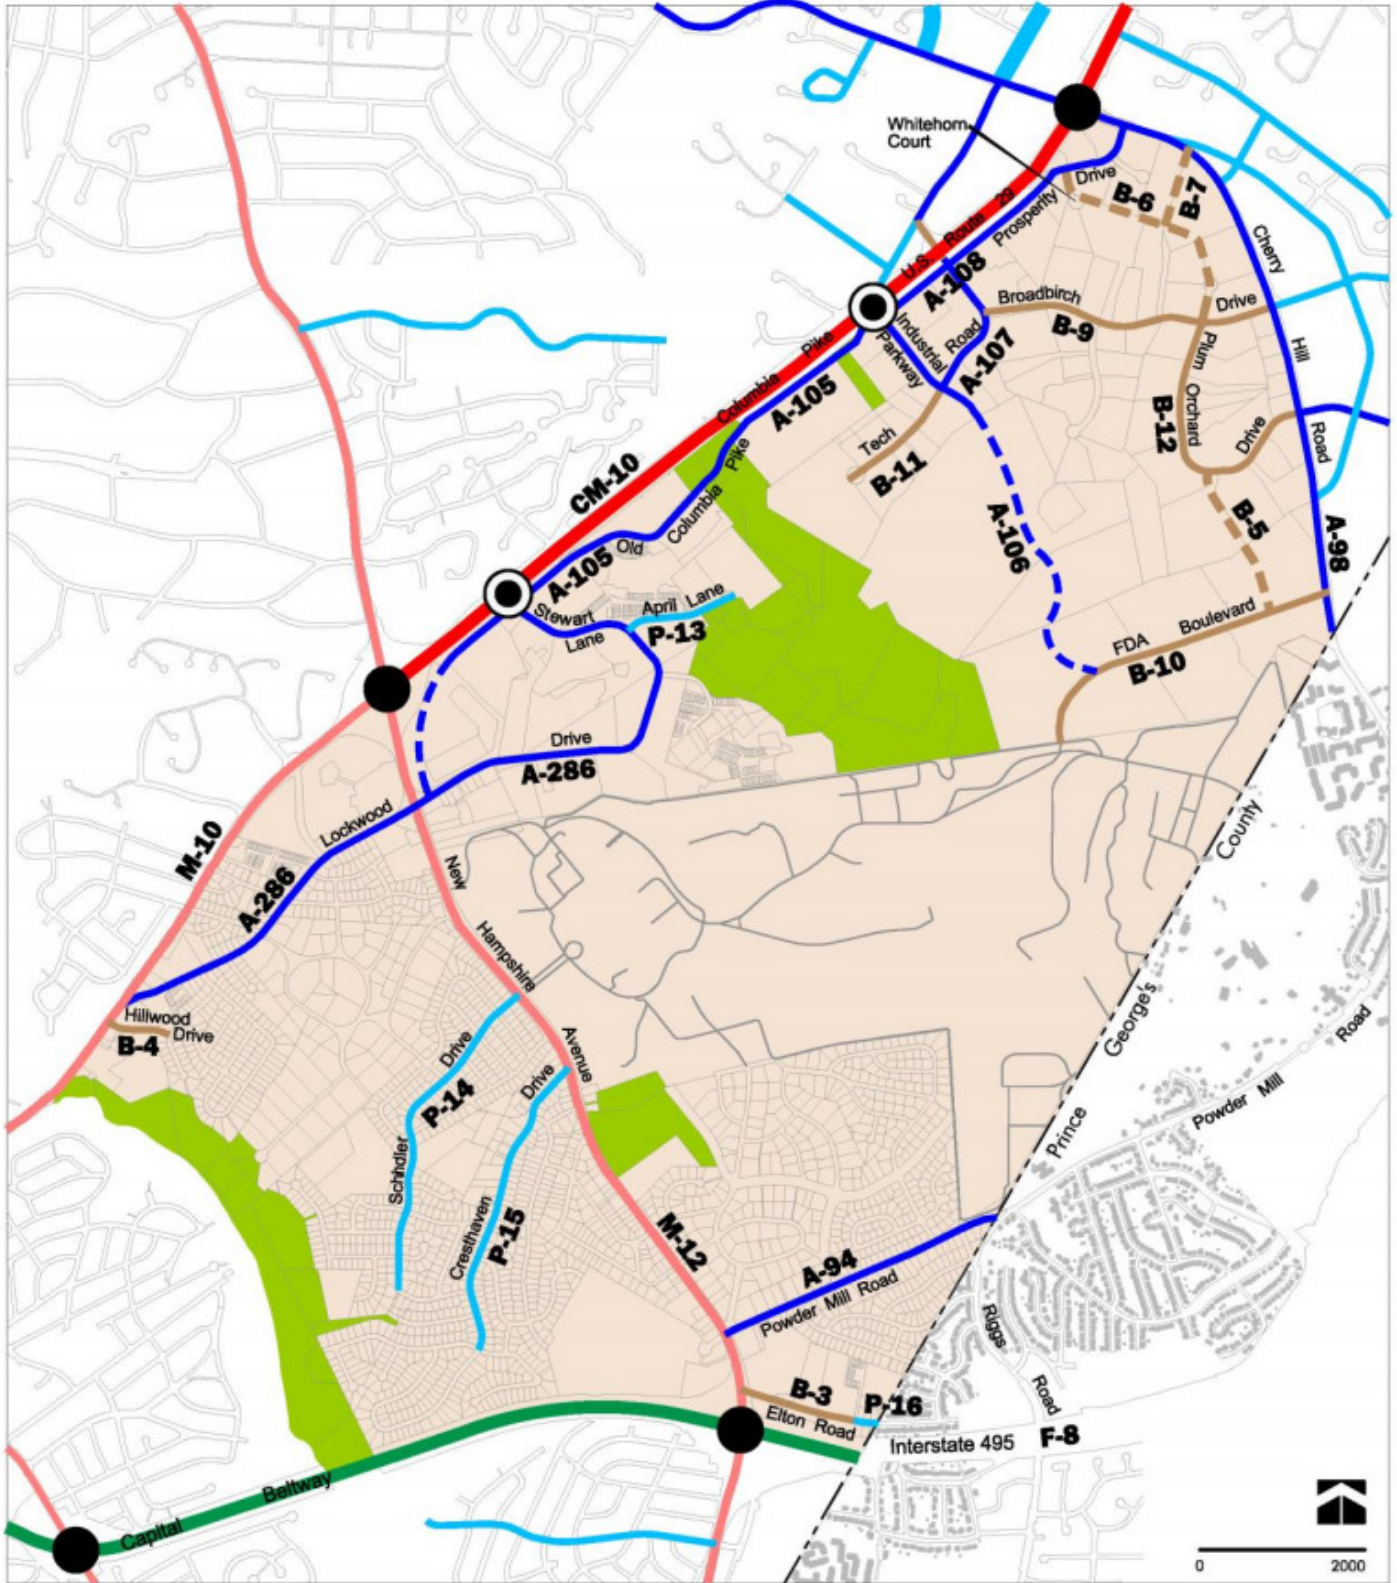 Whitehorn
Court
Drive
B-6
B-7
U.S. Route 29
Prosperity
Cherry
A-108
Broadbirch
Drive
B-9
Industrial
Parkway
Road
A-107
Hill
Pike
Columbia
A-105
Plum
Orchard
B-12
Drive
Road
Tech
B-11
Pike
CM-10
Columbia
Old
A-105
A-106
B-5
A-98
Stewart
Lane
April Lane
P-13
FDA
Boulevard
B-10
Drive
A-286
M-10
Lockwood
A-286
New
County
Hampshire
George's
Road
Hillwood
Drive
B-4
Drive
P-14
Avenue
Drive
Powder Mill
Prince
Schindler
Cresthaven
P-15
M-12
A-94
Powder Mill Road
Riggs
Road
B-3
P-16
Elton Road
Interstate 495
F-8
Beltway
Capital
0
2000